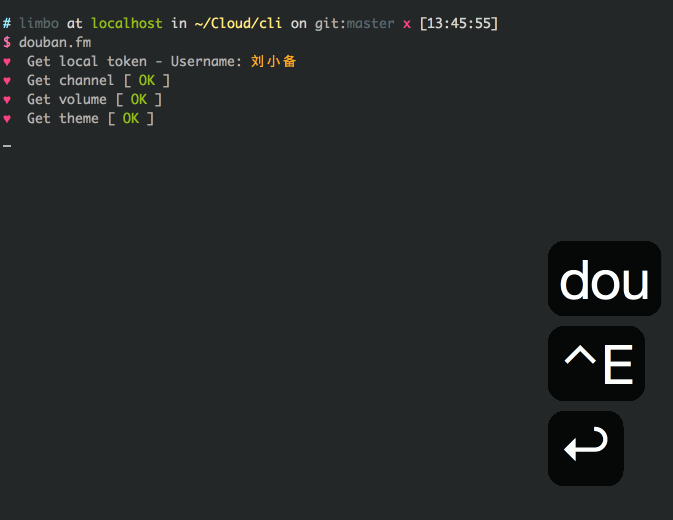 # limbo at localhost in ~/Cloud/cli on git:master x [13:45:55]
$ douban.fm
♥ Get local token - Username: 刘小备
♥ Get channel [ OK ]
♥ Get volume [ OK ]
♥ Get theme [ OK ]
_
dou
^E
↩